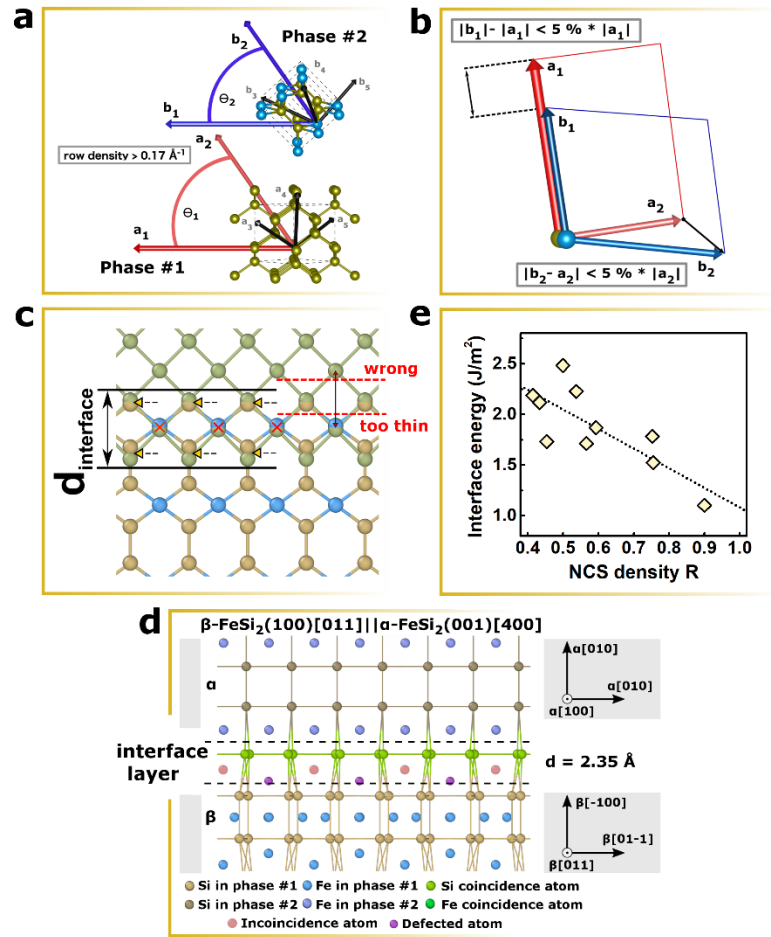 a
b₂
Phase #2
b₄
b₃
b₅
Θ₂
b₁
a₂
row density > 0.17 Å⁻¹
Θ₁
a₄
a₃
a₅
a₁
Phase #1
b
|b₁|- |a₁| < 5 % * |a₁|
a₁
b₁
a₂
b₂
|b₂- a₂| < 5 % * |a₂|
c
wrong
too thin
d interface
e
Interface energy (J/m²)
2.5
2.0
1.5
1.0
0.4 0.5 0.6 0.7 0.8 0.9 1.0
NCS density R
d
β-FeSi₂(100)[011]||α-FeSi₂(001)[400]
α
α[010]
α[010]
α[100]
interface
layer
d = 2.35 Å
β
β[-100]
β[01-1]
β[011]
Si in phase #1 Fe in phase #1 Si coincidence atom
Si in phase #2 Fe in phase #2 Fe coincidence atom
Incoincidence atom Defected atom